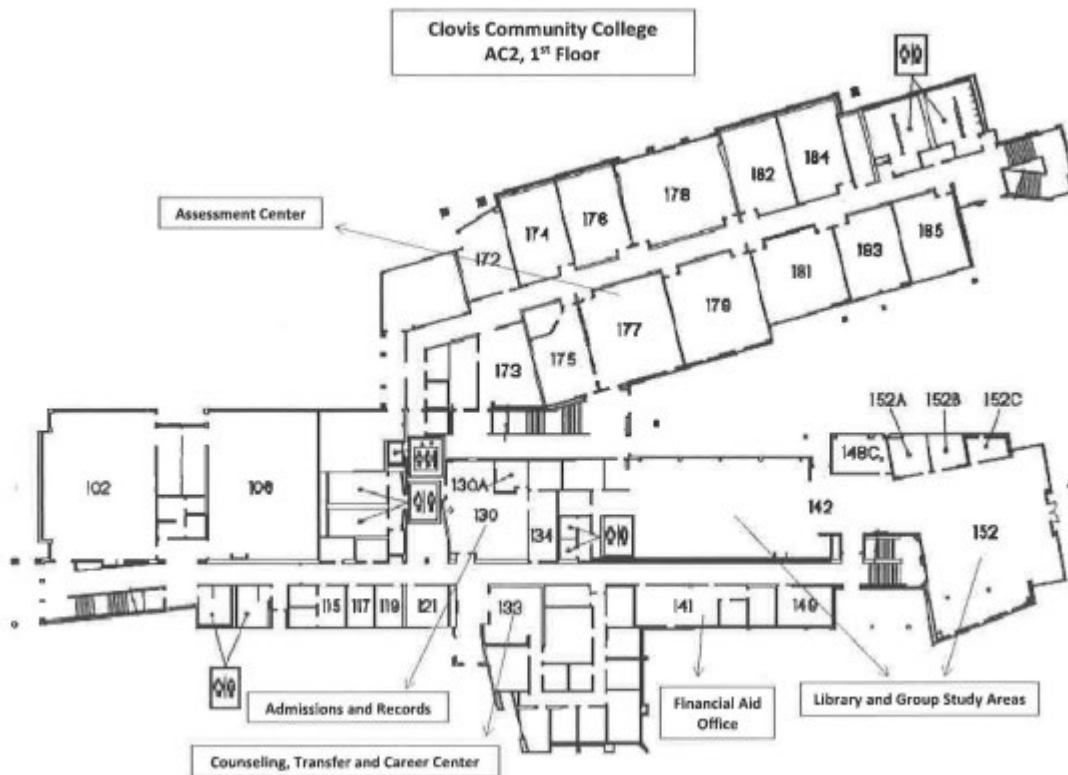 Clovis Community College
AC2, 1st Floor
184
182
178
176
174
172
Assessment Center
185
183
181
179
177
175
173
152A
152B
152C
148C
102
106
130A
130
134
142
152
115
117
119
121
133
141
149
Admissions and Records
Financial Aid
Office
Library and Group Study Areas
Counseling, Transfer and Career Center